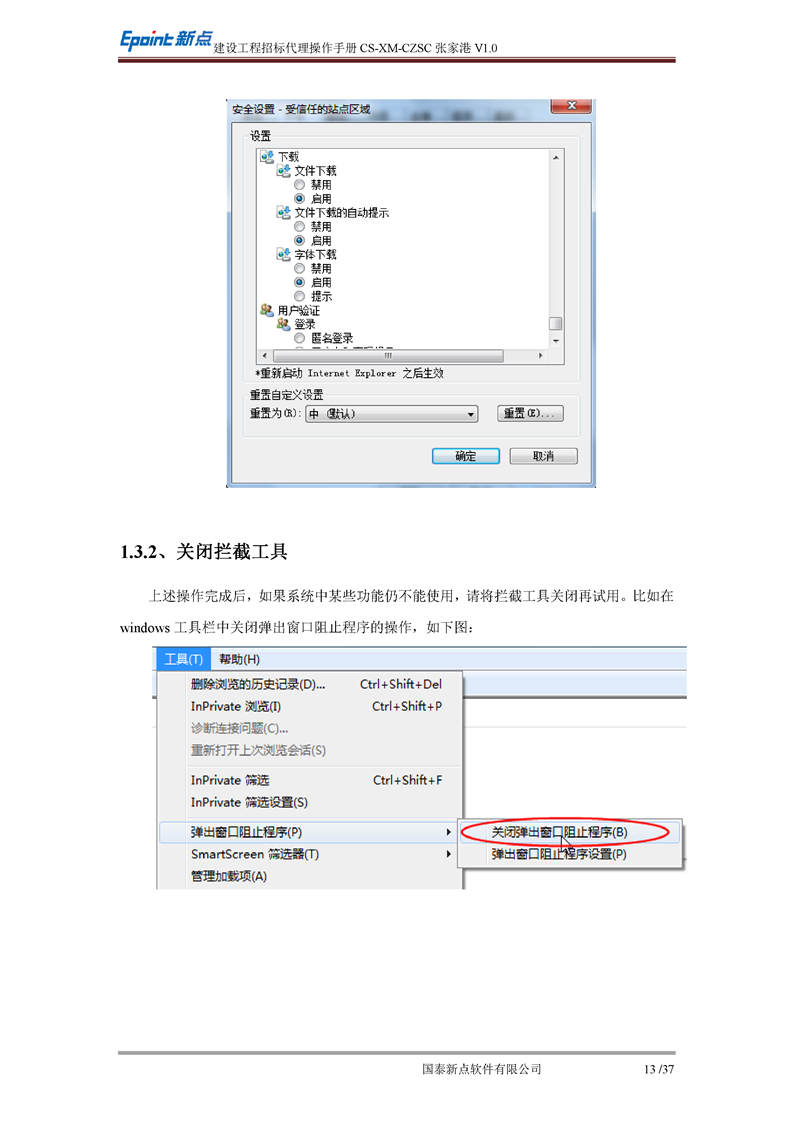 Epoint 新点 建设工程招标代理操作手册 CS-XM-CZSC 张家港 V1.0
安全设置 - 受信任的站点区域
设置
下载
文件下载
禁用
启用
文件下载的自动提示
禁用
启用
字体下载
禁用
启用
提示
用户验证
登录
匿名登录
*重新启动 Internet Explorer 之后生效
重置自定义设置
重置为(R): 中 (默认) 重置(E)...
确定 取消
1.3.2、关闭拦截工具
上述操作完成后，如果系统中某些功能仍不能使用，请将拦截工具关闭再试用。比如在
windows 工具栏中关闭弹出窗口阻止程序的操作，如下图：
工具(T) 帮助(H)
删除浏览的历史记录(D)... Ctrl+Shift+Del
InPrivate 浏览(I) Ctrl+Shift+P
诊断连接问题(C)...
重新打开上次浏览会话(S)
InPrivate 筛选 Ctrl+Shift+F
InPrivate 筛选设置(S)
弹出窗口阻止程序(P) 关闭弹出窗口阻止程序(B)
SmartScreen 筛选器(T) 弹出窗口阻止程序设置(P)
管理加载项(A)
国泰新点软件有限公司 13 /37